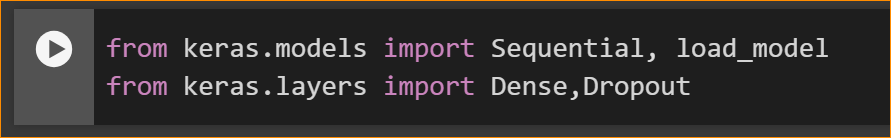 from keras.models import Sequential, load_model
from keras.layers import Dense,Dropout